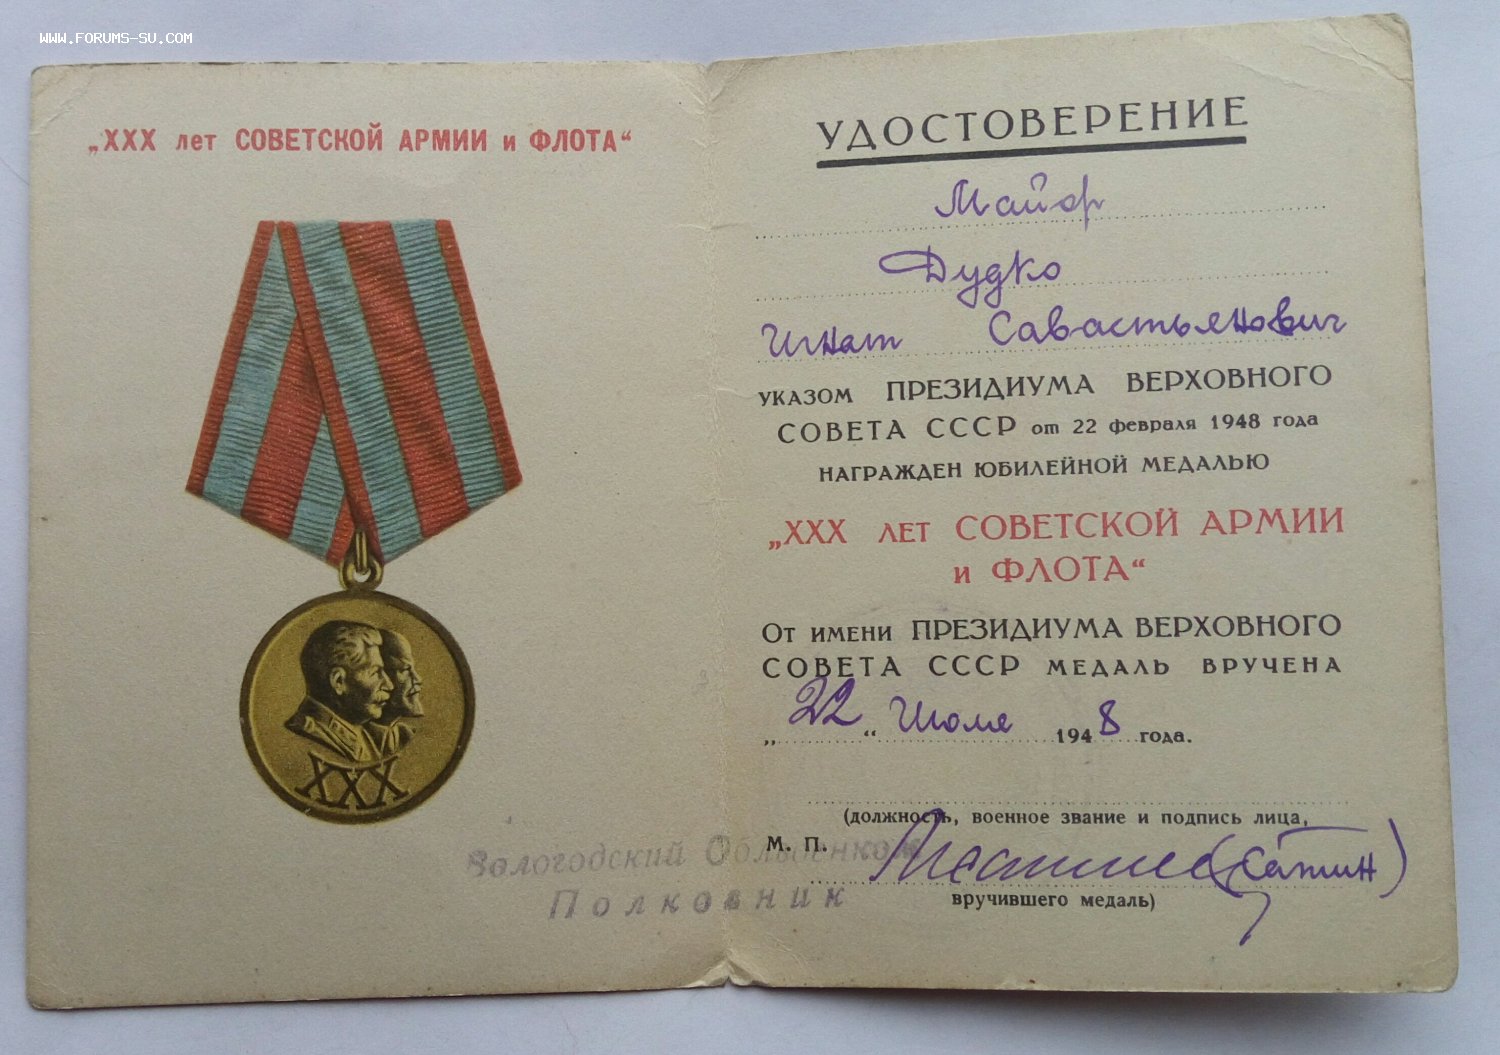 WWW.FORUMS-SU.COM
„XXX лет СОВЕТСКОЙ АРМИИ и ФЛОТА“
XXX
Вологодский Облвоенком
Полковник
УДОСТОВЕРЕНИЕ
Майор
Дудко
Игнат Савастьянович
УКАЗОМ ПРЕЗИДИУМА ВЕРХОВНОГО
СОВЕТА СССР от 22 февраля 1948 года
НАГРАЖДЕН ЮБИЛЕЙНОЙ МЕДАЛЬЮ
„XXX ЛЕТ СОВЕТСКОЙ АРМИИ
и ФЛОТА“
От имени ПРЕЗИДИУМА ВЕРХОВНОГО
СОВЕТА СССР МЕДАЛЬ ВРУЧЕНА
„22“ Июля 1948 года.
(должность, военное звание и подпись лица,
М. П.
(Сатин)
вручившего медаль)